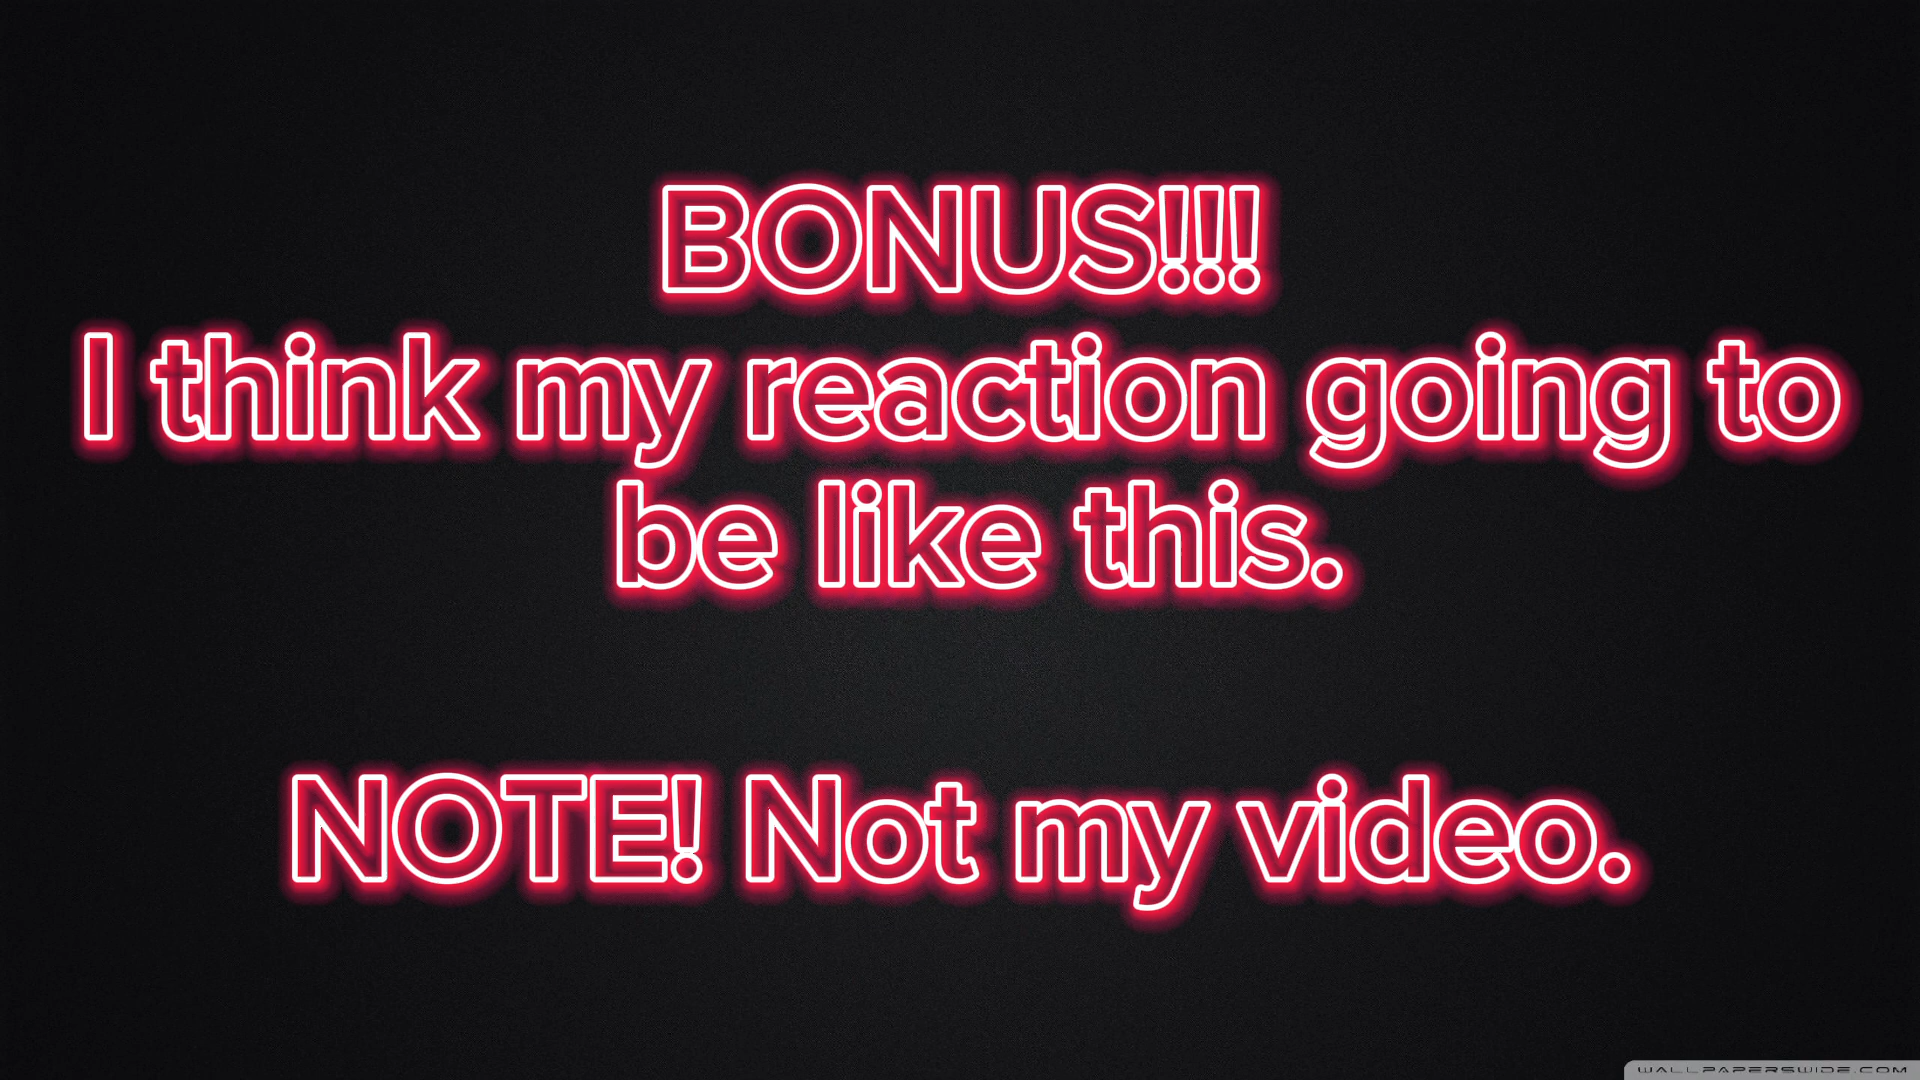 BONUS!!!
I think my reaction going to
be like this.
NOTE! Not my video.
WALLPAPERSWIDE.COM